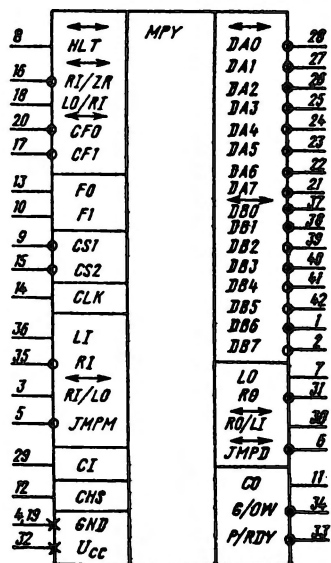 MPY
8 HLT
16 RI/ZR
18 LO/RI
20 CF0
17 CF1
13 F0
10 F1
9 CS1
15 CS2
14 CLK
36 LI
35 RI
3 RI/LO
5 JMPM
29 CI
12 CHS
4,19 GND
32 Ucc
DA0 28
DA1 27
DA2 26
DA3 25
DA4 24
DA5 23
DA6 22
DA7 21
DB0 37
DB1 38
DB2 39
DB3 40
DB4 41
DB5 42
DB6 1
DB7 2
LO 7
R0 31
RO/LI 30
JMPD 6
CO 11
G/OW 34
P/RDY 33